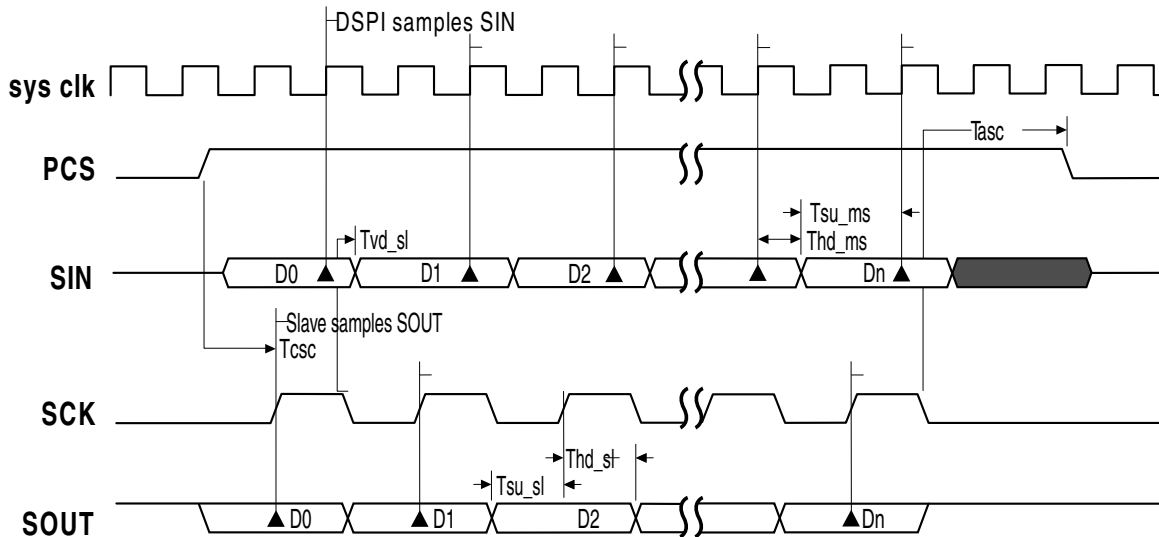 DSPI samples SIN
sys clk
Tasc
PCS
Tsu_ms
Tvd_sl
Thd_ms
SIN
D0
D1
D2
Dn
Slave samples SOUT
Tcsc
SCK
Thd_sl
Tsu_sl
SOUT
D0
D1
D2
Dn